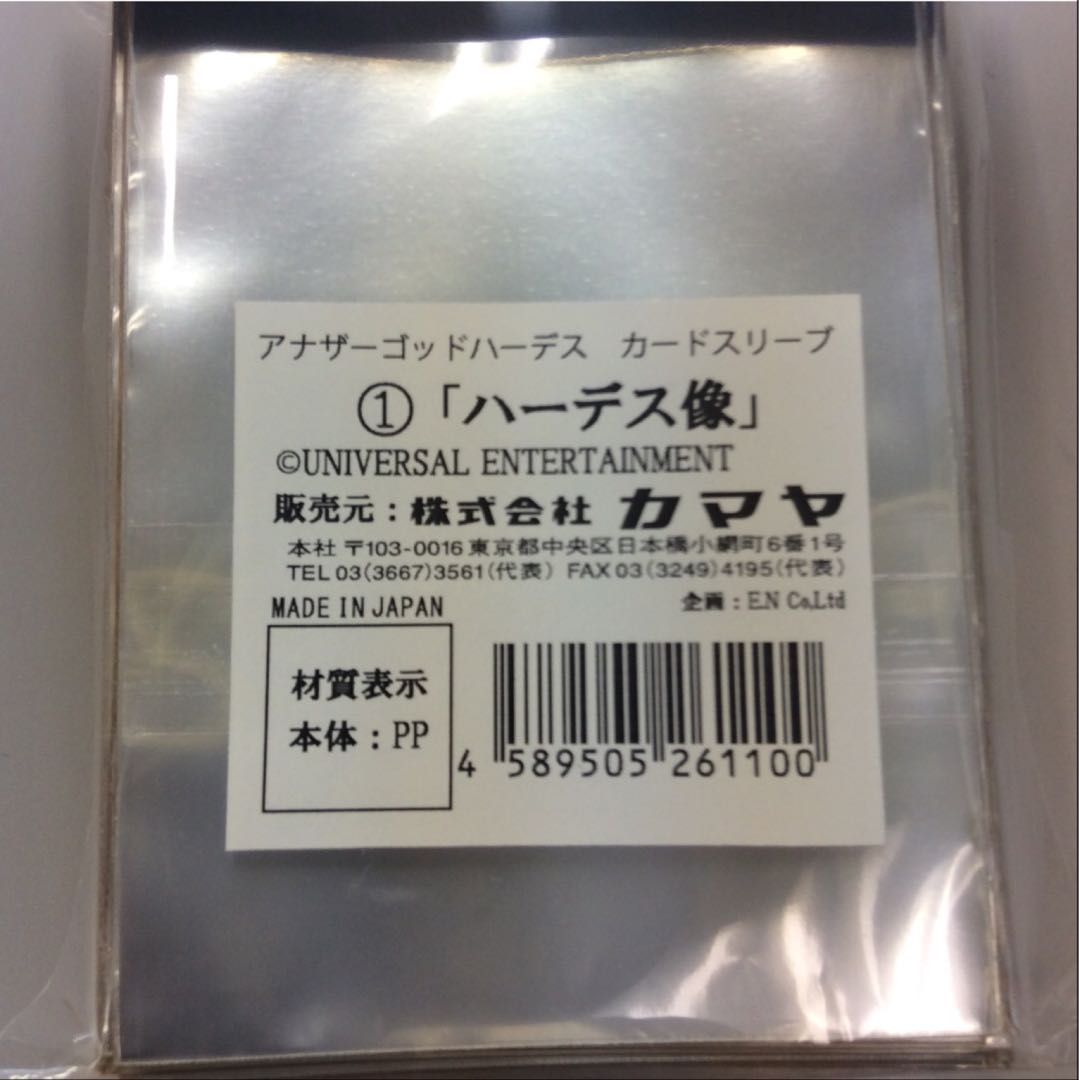 アナザーゴッドハーデス　カードスリーブ
①「ハーデス像」
©UNIVERSAL ENTERTAINMENT
販売元：株式会社 カマヤ
本社 〒103-0016 東京都中央区日本橋小網町6番1号
TEL 03(3667)3561(代表) FAX 03(3249)4195(代表)
MADE IN JAPAN
企画：E.N Co,Ltd
材質表示
本体：PP
4 589505 261100